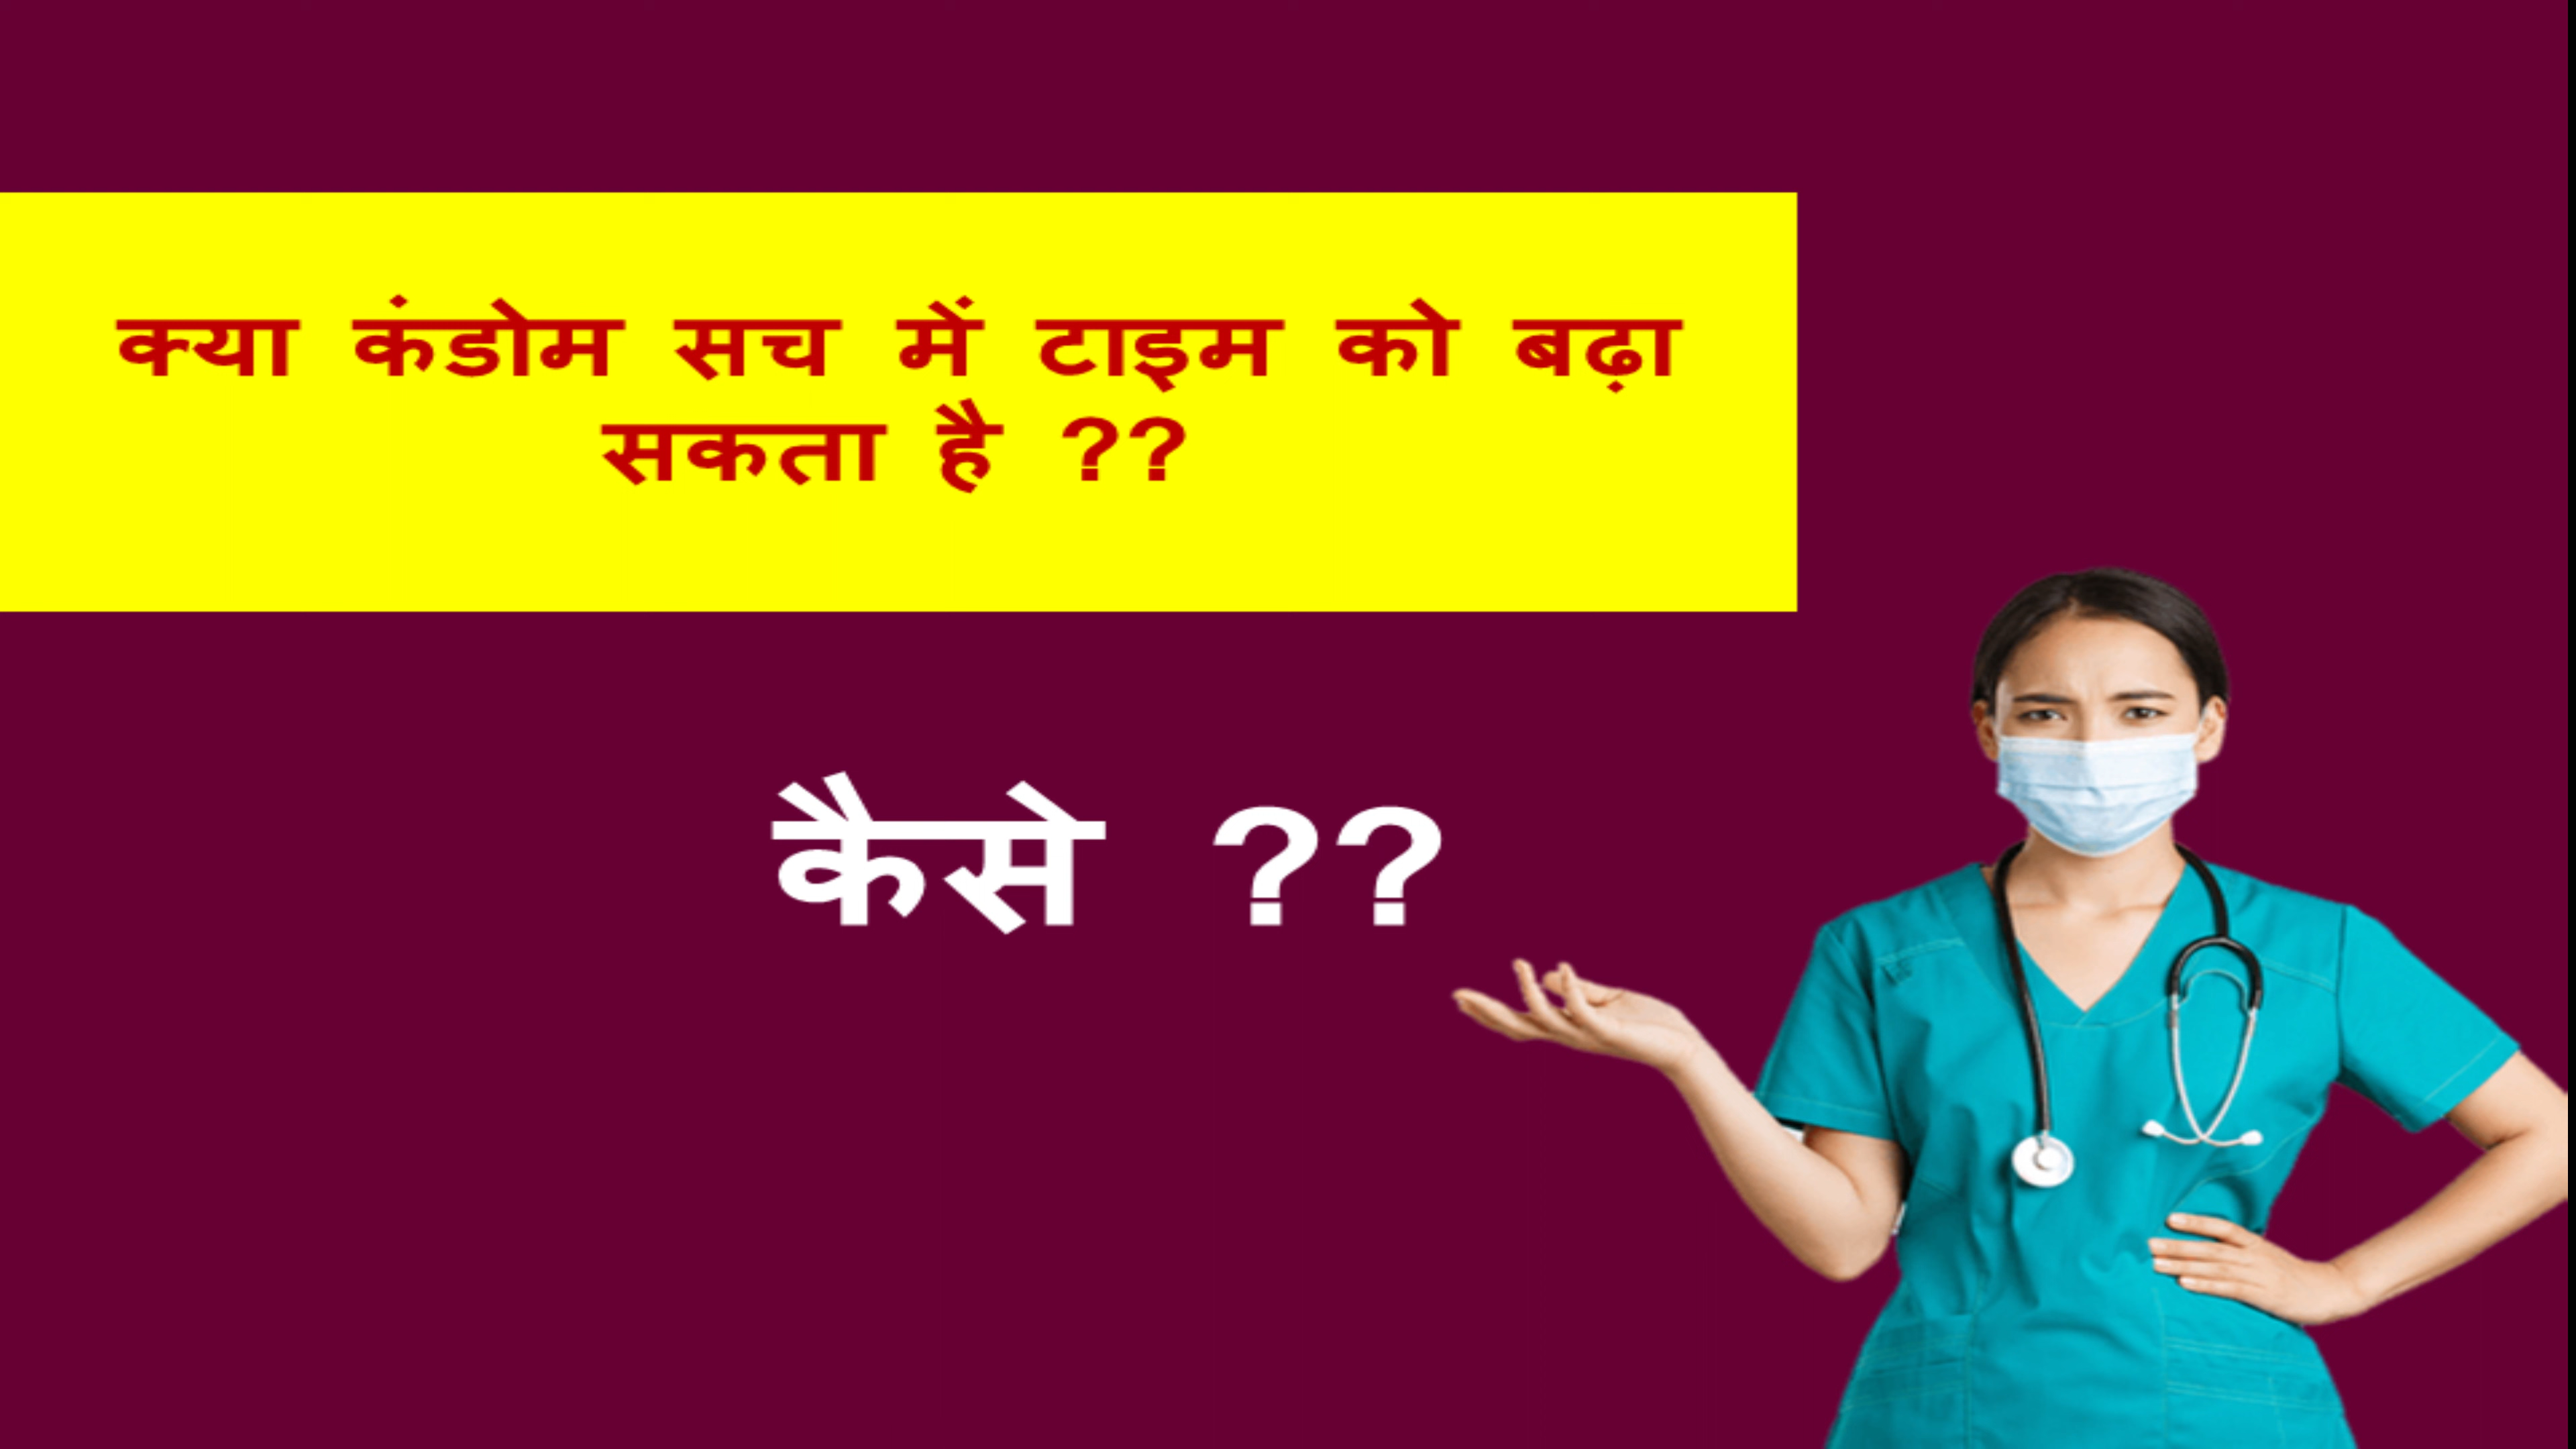 क्या कंडोम सच में टाइम को बढ़ा
सकता है ??
कैसे ??